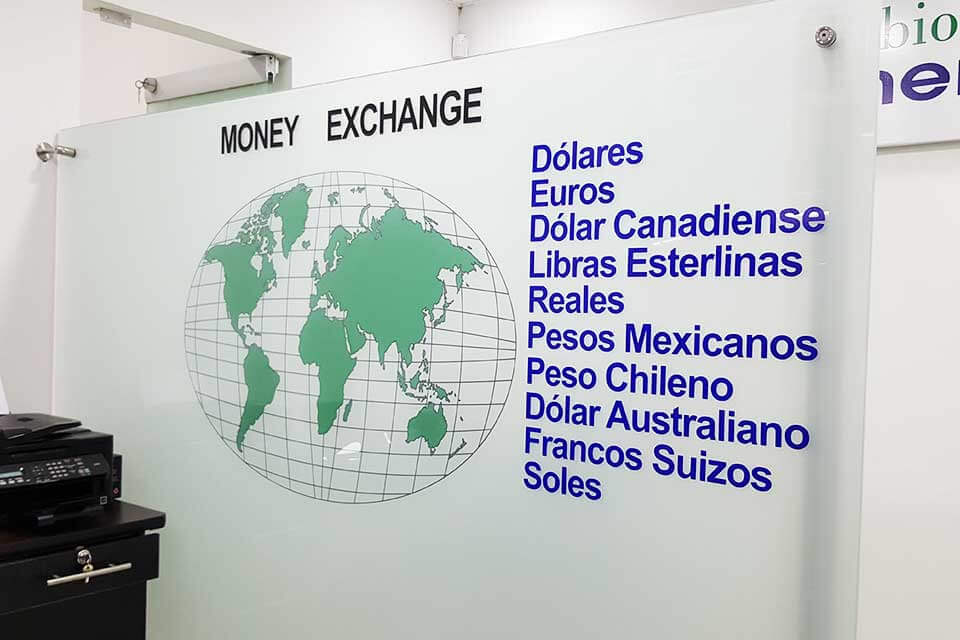 MONEY EXCHANGE
Dólares
Euros
Dólar Canadiense
Libras Esterlinas
Reales
Pesos Mexicanos
Peso Chileno
Dólar Australiano
Francos Suizos
Soles